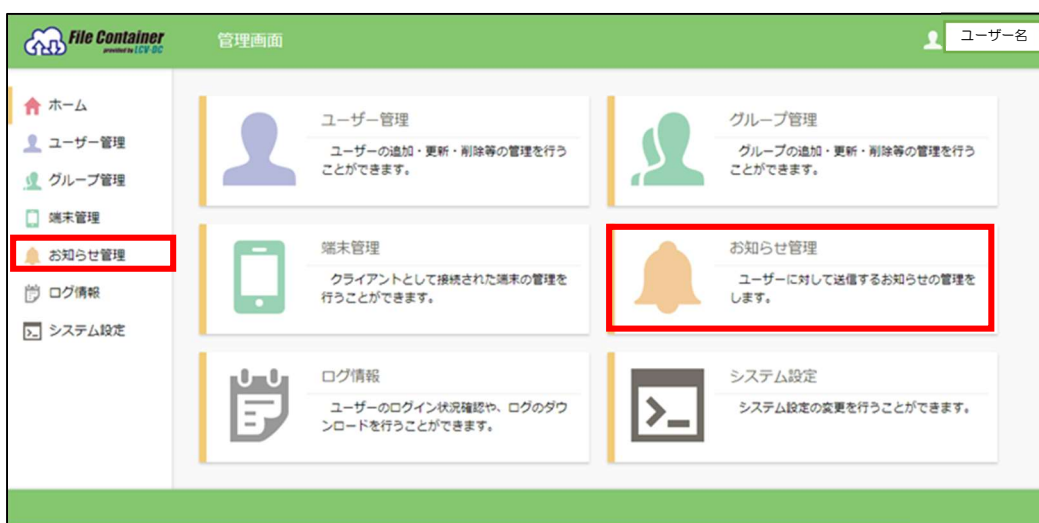 File Container
provided by LCV-DC
管理画面
ユーザー名
ホーム
ユーザー管理
グループ管理
端末管理
お知らせ管理
ログ情報
システム設定
ユーザー管理
ユーザーの追加・更新・削除等の管理を行う
ことができます。
グループ管理
グループの追加・更新・削除等の管理を行う
ことができます。
端末管理
クライアントとして接続された端末の管理を
行うことができます。
お知らせ管理
ユーザーに対して送信するお知らせの管理を
します。
ログ情報
ユーザーのログイン状況確認や、ログのダウ
ンロードを行うことができます。
システム設定
システム設定の変更を行うことができます。